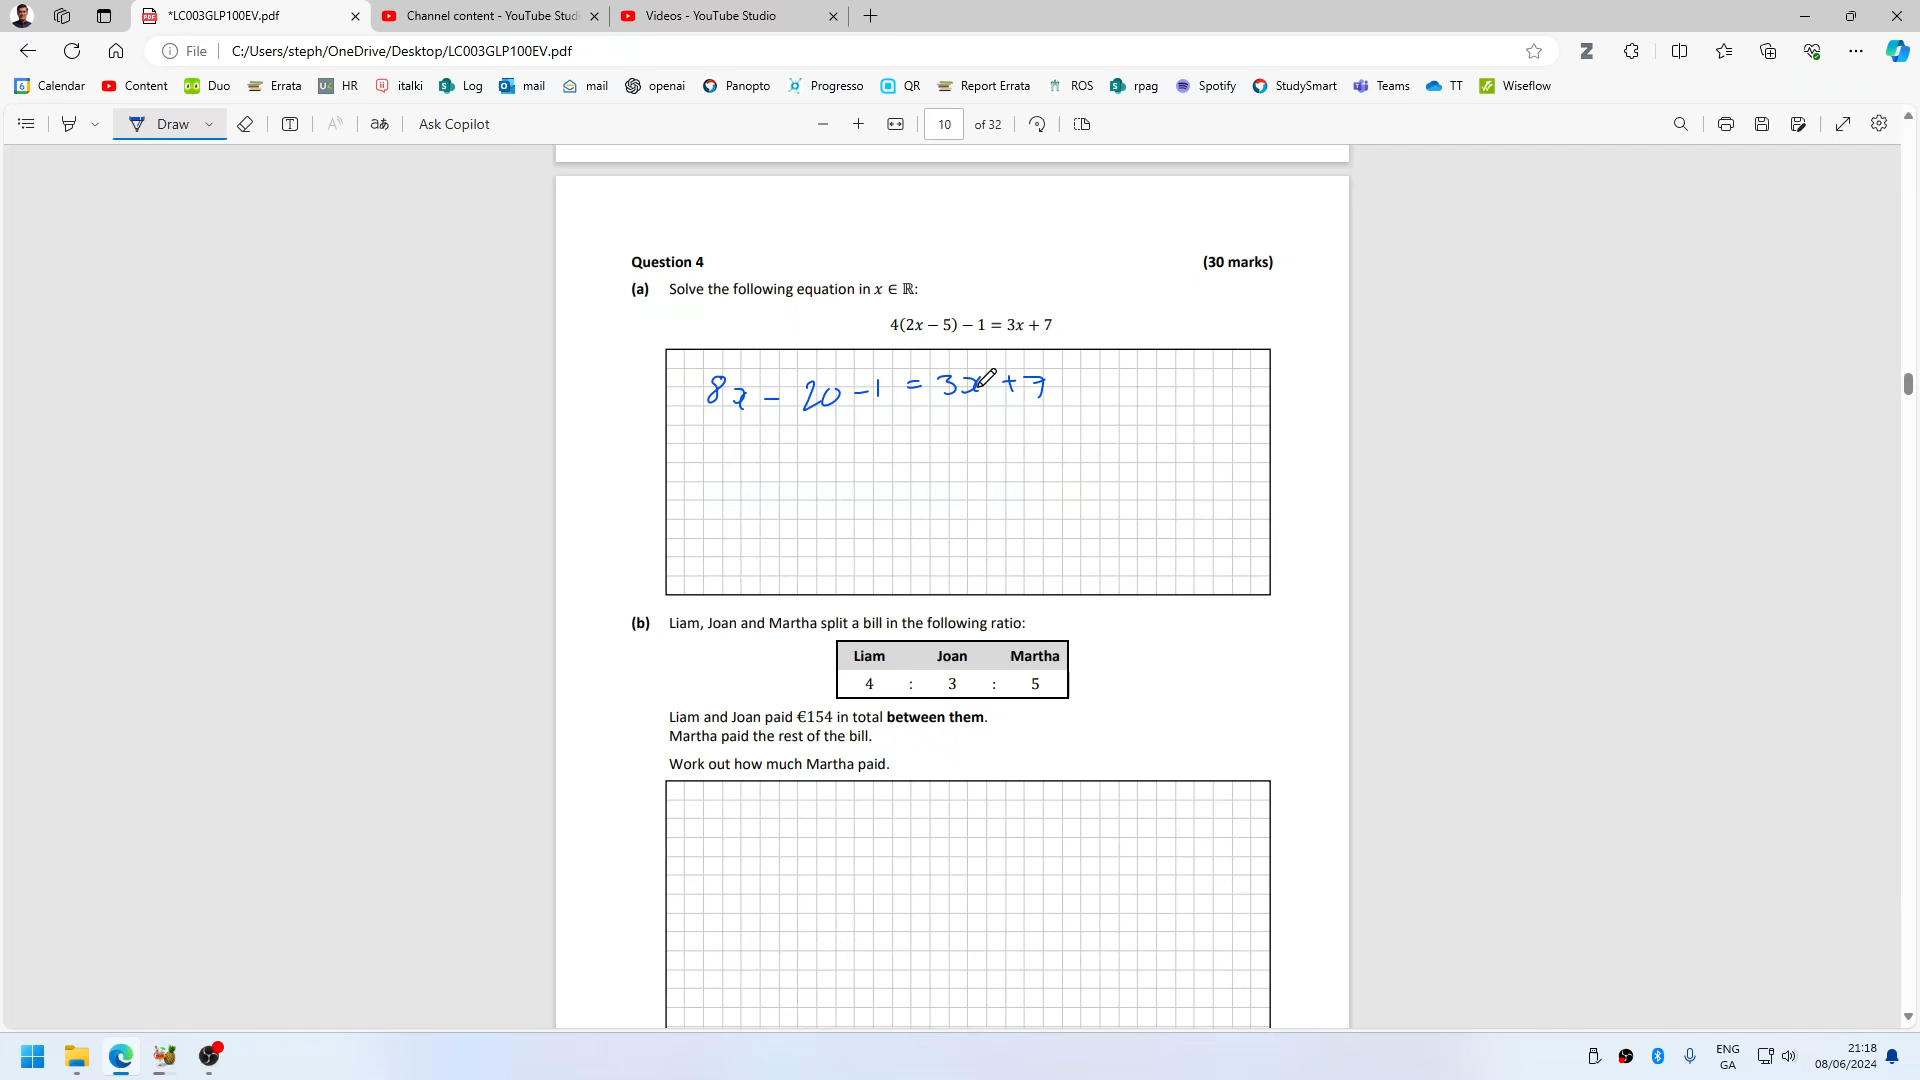 *LC003GLP100EV.pdf
Channel content - YouTube Studi
Videos - YouTube Studio
File
C:/Users/steph/OneDrive/Desktop/LC003GLP100EV.pdf
Calendar Content Duo Errata HR italki Log mail mail openai Panopto Progresso QR Report Errata ROS rpag Spotify StudySmart Teams TT Wiseflow
Draw
Ask Copilot
10 of 32
Question 4 (30 marks)
(a) Solve the following equation in x ∈ ℝ:
4(2x − 5) − 1 = 3x + 7
8x − 20 −1 = 3x + 7
(b) Liam, Joan and Martha split a bill in the following ratio:
Liam Joan Martha
4 : 3 : 5
Liam and Joan paid €154 in total between them.
Martha paid the rest of the bill.
Work out how much Martha paid.
ENG
GA
21:18
08/06/2024